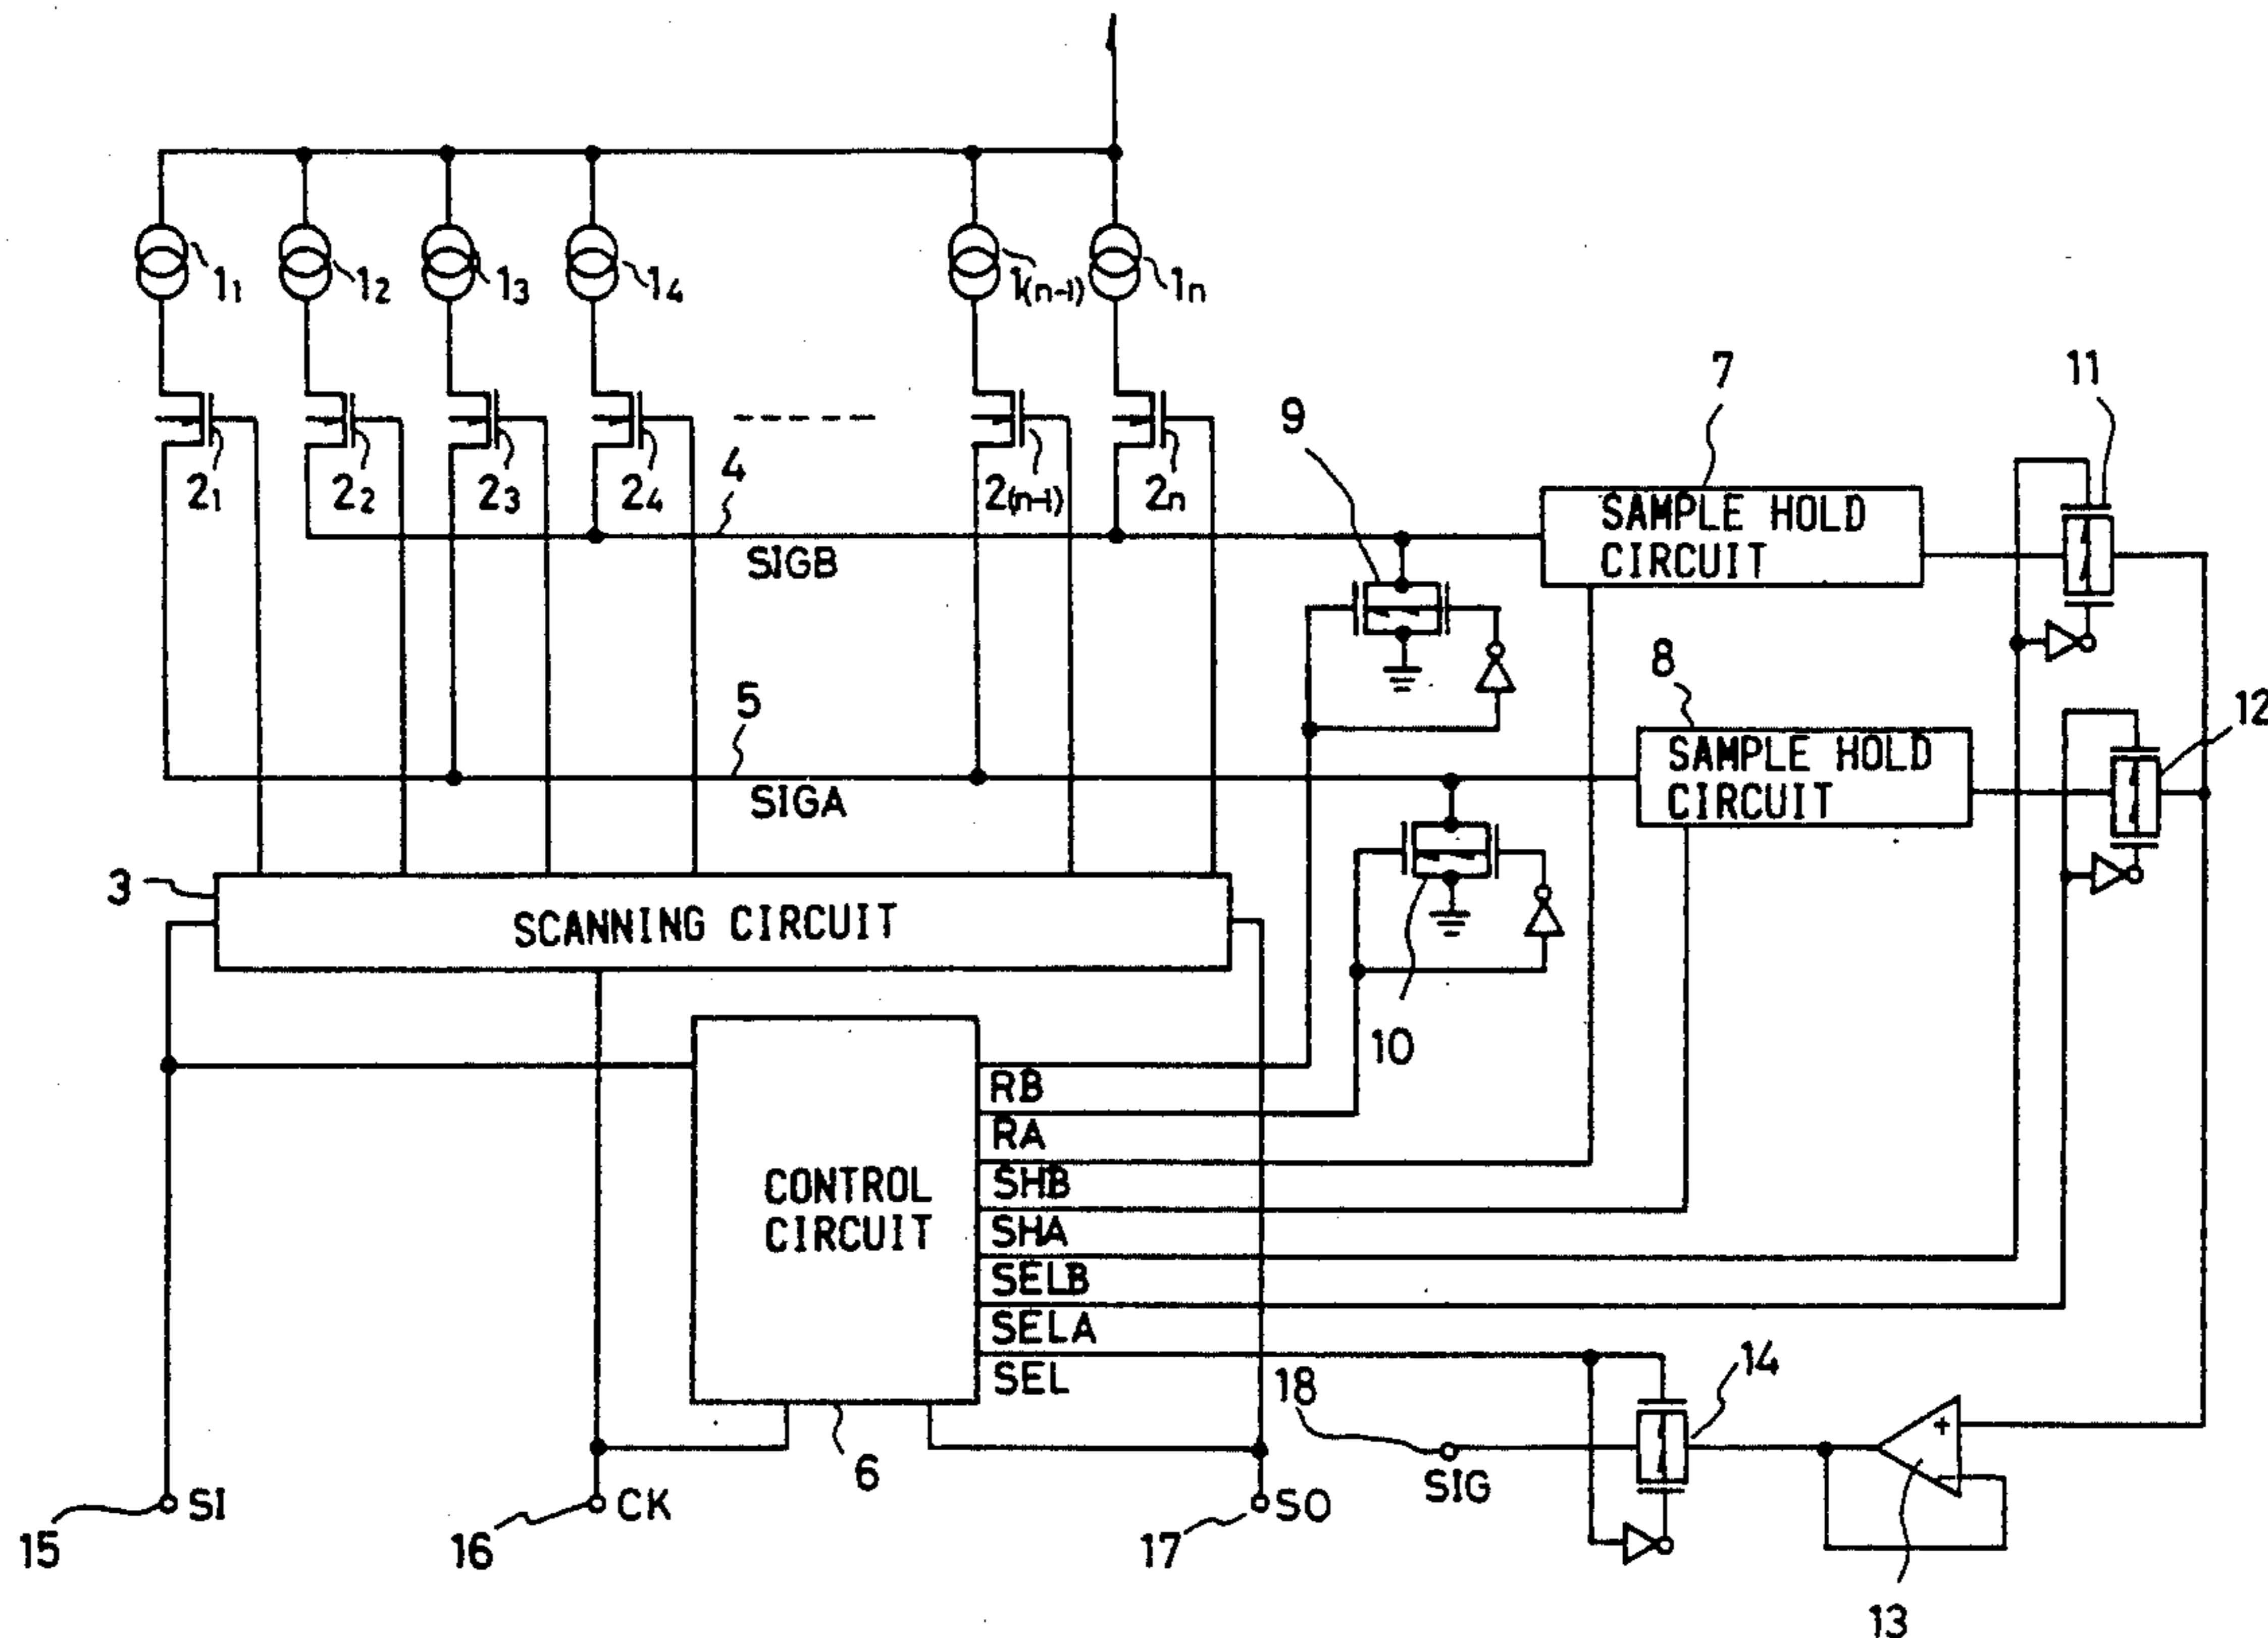 1₁ 1₂ 1₃ 1₄ 1₍ₙ₋₁₎ 1ₙ
2₁ 2₂ 2₃ 2₄ 2₍ₙ₋₁₎ 2ₙ
4
SIGB
9
7
SAMPLE HOLD
CIRCUIT
11
5
SIGA
8
SAMPLE HOLD
CIRCUIT
12
10
3
SCANNING CIRCUIT
CONTROL
CIRCUIT
RB
RA
SHB
SHA
SELB
SELA
SEL
6
18
SIG
14
+
13
15
SI
16
CK
17
SO